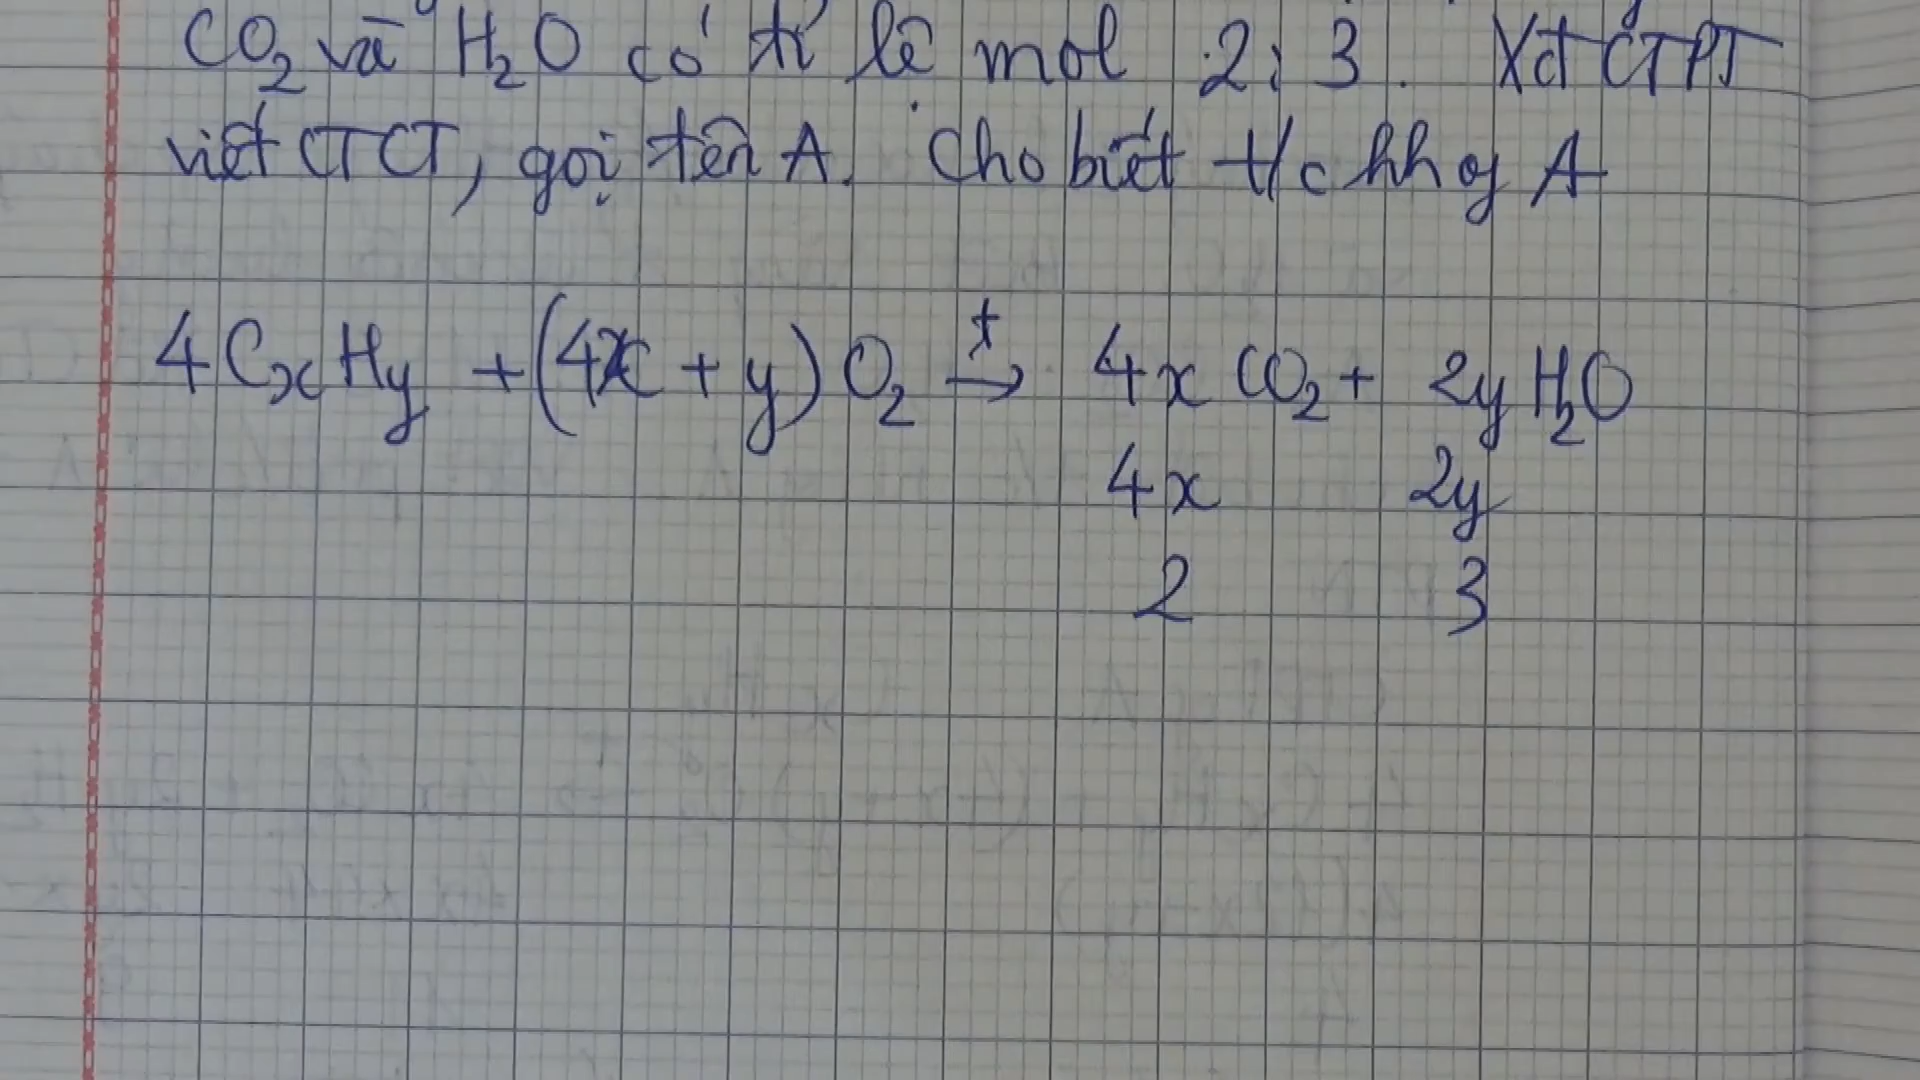 CO₂ và H₂O có tỉ lệ mol 2:3. Xđ CTPT
viết CTCT, gọi tên A. Cho biết t/c hh of A
4CxHy + (4x + y) O₂ t→ 4x CO₂ + 2y H₂O
4x 2y
2 3